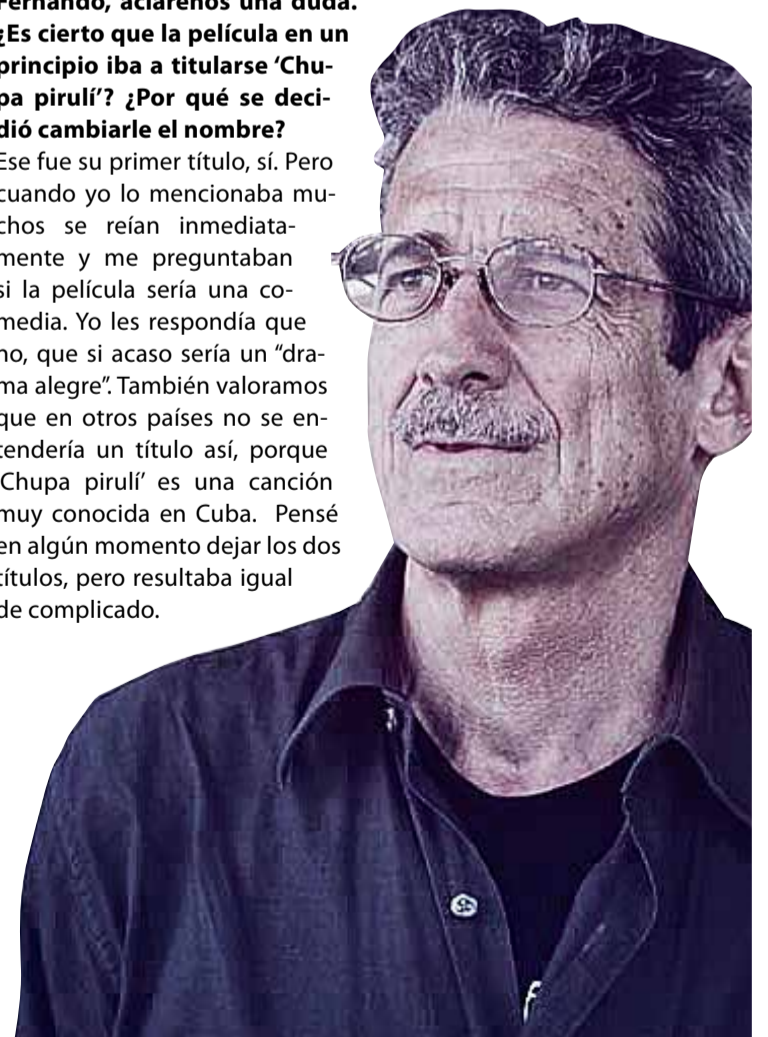 Fernando, aclárenos una duda.
¿Es cierto que la película en un
principio iba a titularse ‘Chu-
pa pirulí’? ¿Por qué se deci-
dió cambiarle el nombre?
Ese fue su primer título, sí. Pero
cuando yo lo mencionaba mu-
chos se reían inmediata-
mente y me preguntaban
si la película sería una co-
media. Yo les respondía que
no, que si acaso sería un “dra-
ma alegre”. También valoramos
que en otros países no se en-
tendería un título así, porque
‘Chupa pirulí’ es una canción
muy conocida en Cuba. Pensé
en algún momento dejar los dos
títulos, pero resultaba igual
de complicado.